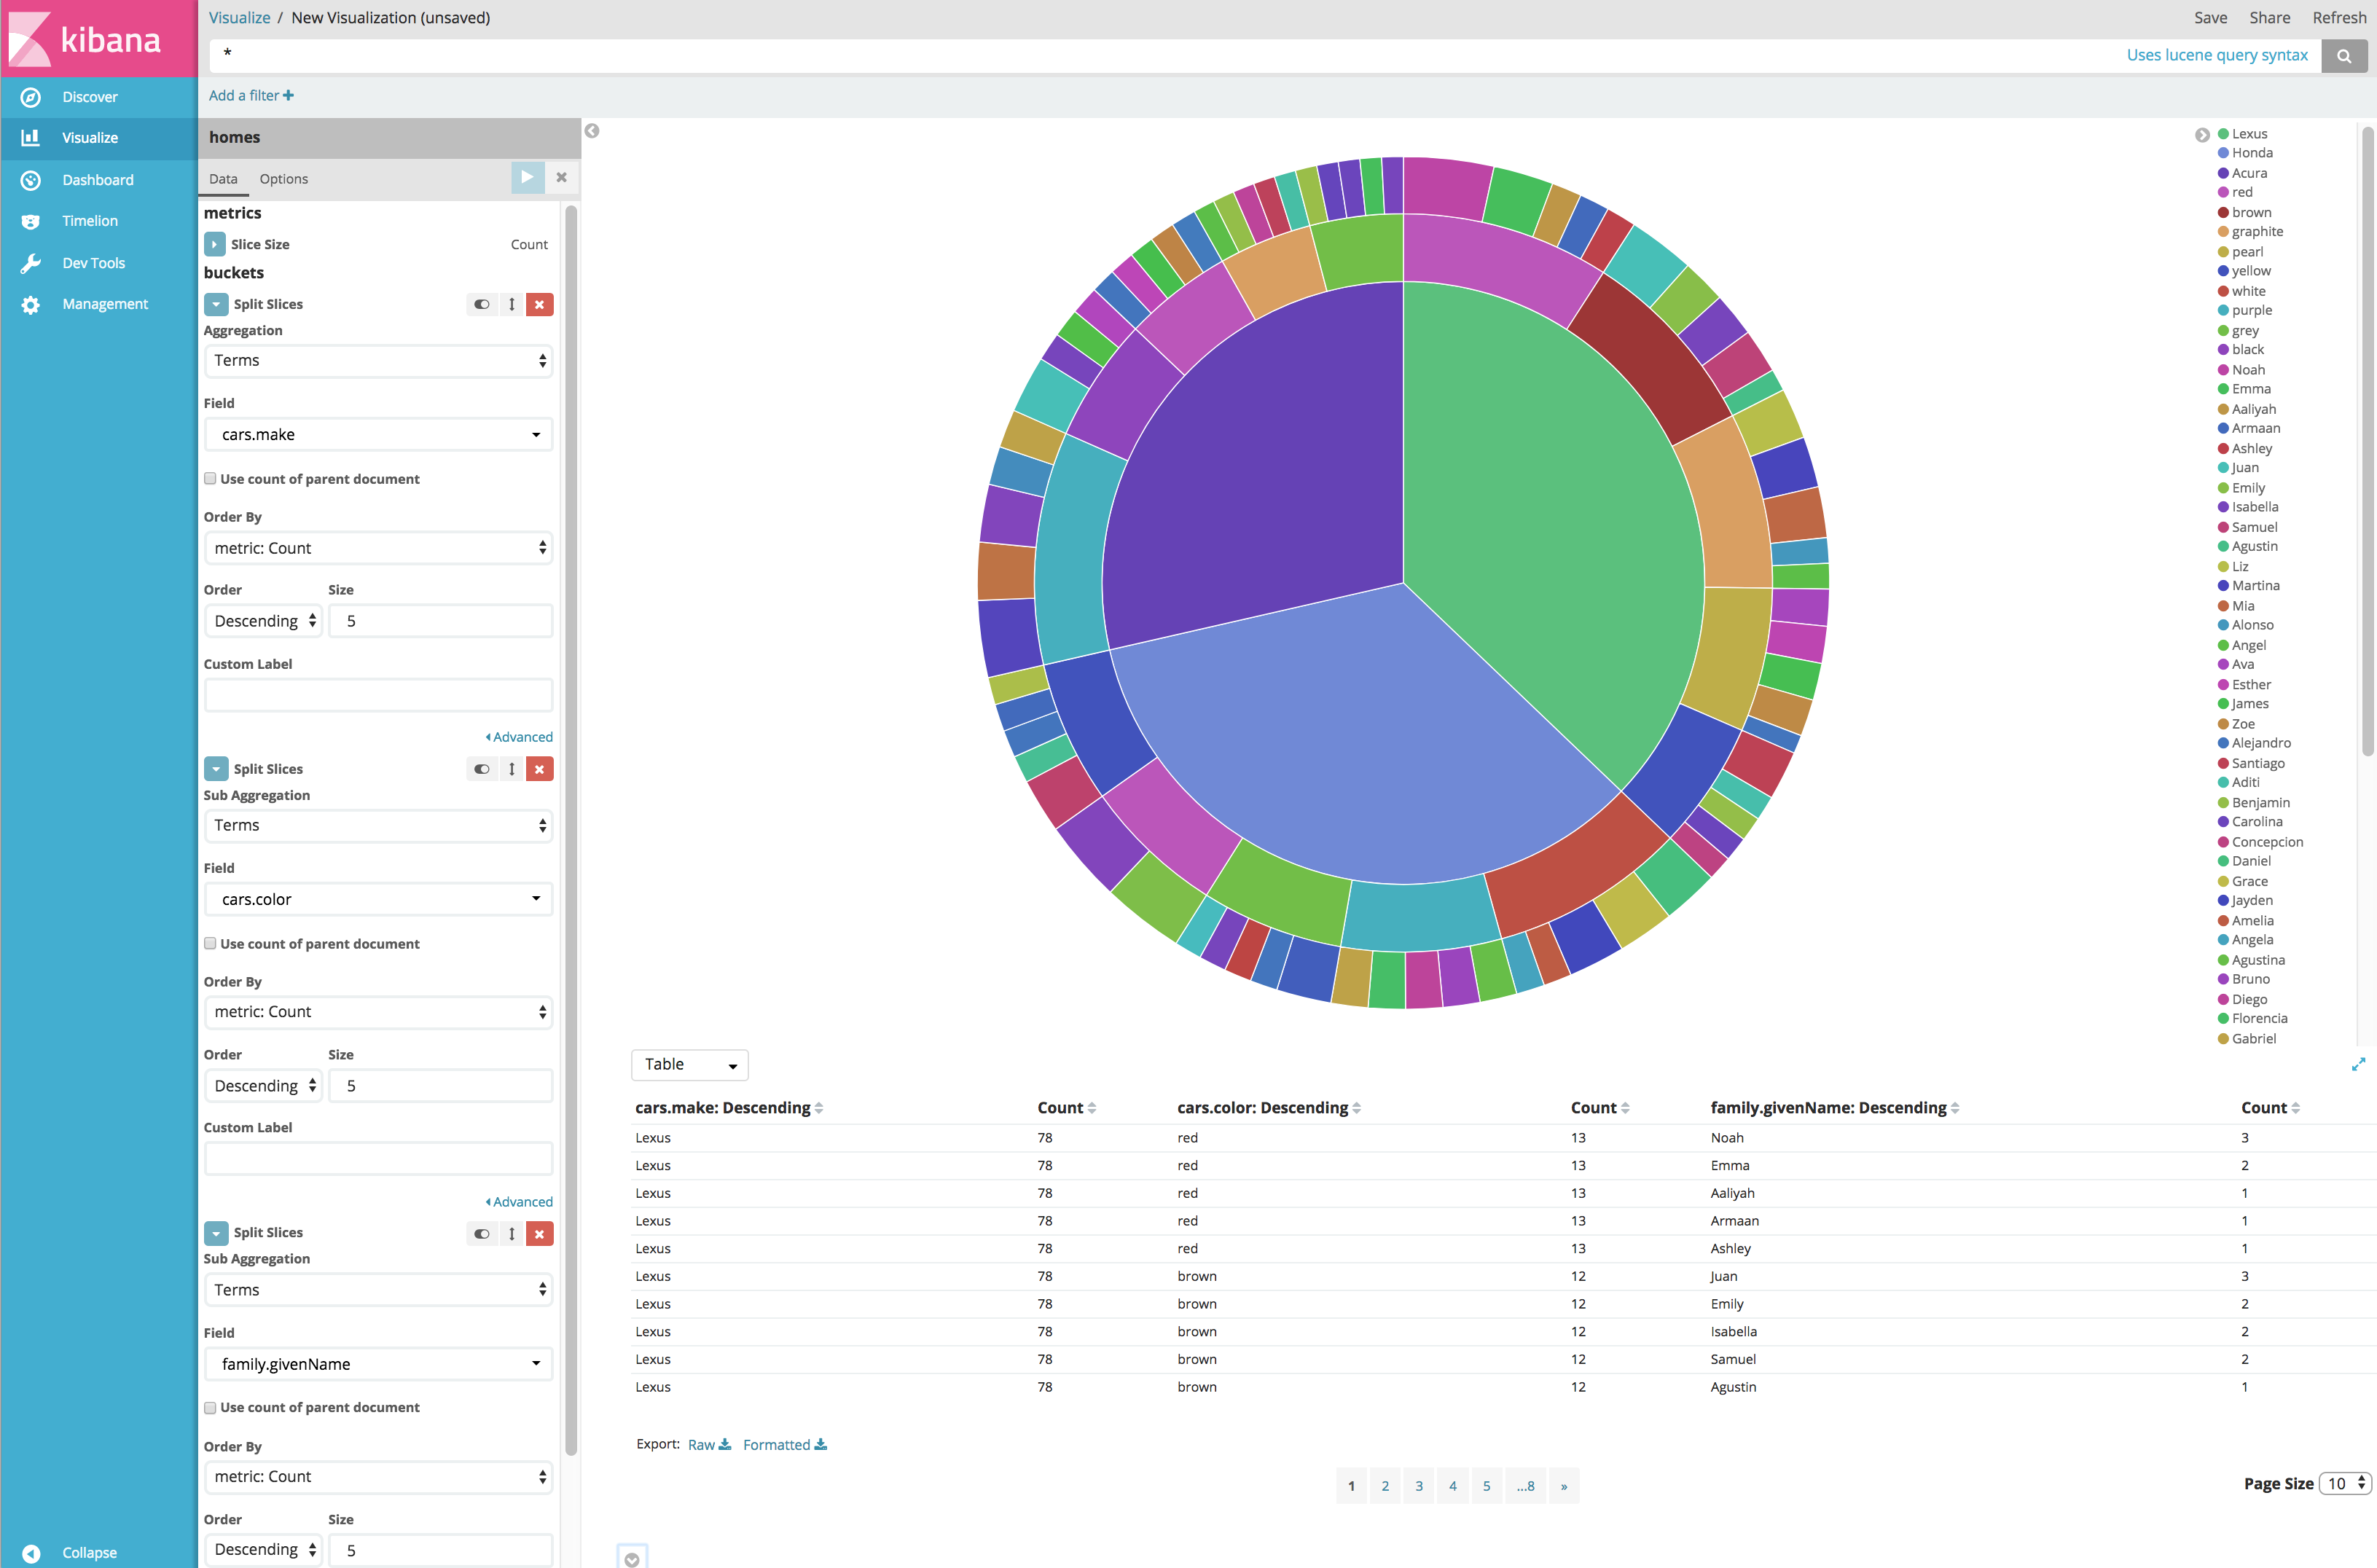 kibana
Visualize / New Visualization (unsaved)
Save Share Refresh
*
Uses lucene query syntax
Add a filter
Discover
Visualize
Dashboard
Timelion
Dev Tools
Management
Collapse
homes
Data Options
metrics
Slice Size Count
buckets
Split Slices
Aggregation
Terms
Field
cars.make
Use count of parent document
Order By
metric: Count
Order Size
Descending 5
Custom Label
Advanced
Split Slices
Sub Aggregation
Terms
Field
cars.color
Use count of parent document
Order By
metric: Count
Order Size
Descending 5
Custom Label
Advanced
Split Slices
Sub Aggregation
Terms
Field
family.givenName
Use count of parent document
Order By
metric: Count
Order Size
Descending 5
Lexus
Honda
Acura
red
brown
graphite
pearl
yellow
white
purple
grey
black
Noah
Emma
Aaliyah
Armaan
Ashley
Juan
Emily
Isabella
Samuel
Agustin
Liz
Martina
Mia
Alonso
Angel
Ava
Esther
James
Zoe
Alejandro
Santiago
Aditi
Benjamin
Carolina
Concepcion
Daniel
Grace
Jayden
Amelia
Angela
Agustina
Bruno
Diego
Florencia
Gabriel
Table
cars.make: Descending Count cars.color: Descending Count family.givenName: Descending Count
Lexus 78 red 13 Noah 3
Lexus 78 red 13 Emma 2
Lexus 78 red 13 Aaliyah 1
Lexus 78 red 13 Armaan 1
Lexus 78 red 13 Ashley 1
Lexus 78 brown 12 Juan 3
Lexus 78 brown 12 Emily 2
Lexus 78 brown 12 Isabella 2
Lexus 78 brown 12 Samuel 2
Lexus 78 brown 12 Agustin 1
Export: Raw Formatted
1 2 3 4 5 ...8 »
Page Size 10